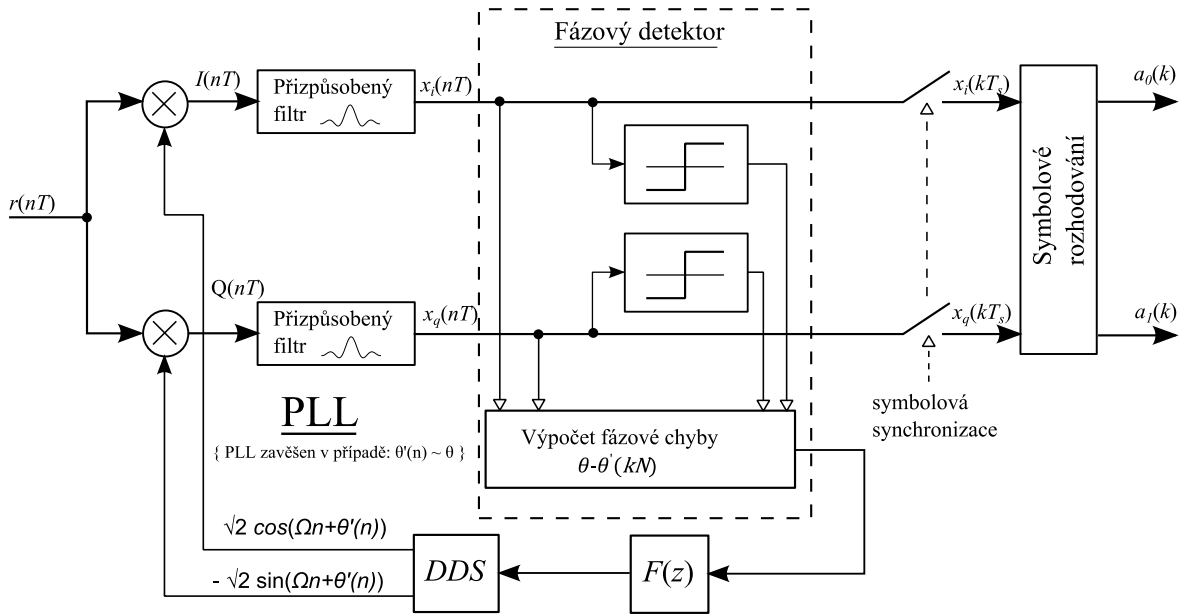 Fázový detektor
I(nT)
Přizpůsobený
filtr
x_i(nT)
x_i(kT_s)
a_0(k)
r(nT)
Symbolové
rozhodování
Q(nT)
Přizpůsobený
filtr
x_q(nT)
x_q(kT_s)
a_1(k)
PLL
{ PLL zavěšen v případě: θ'(n) ~ θ }
symbolová
synchronizace
Výpočet fázové chyby
θ-θ'(kN)
√2 cos(Ωn+θ'(n))
- √2 sin(Ωn+θ'(n))
DDS
F(z)